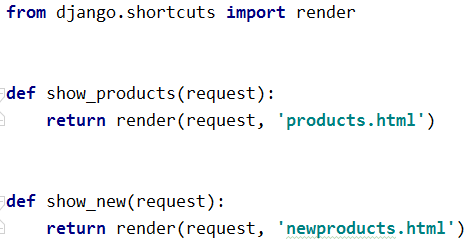 from django.shortcuts import render
def show_products(request):
    return render(request, 'products.html')
def show_new(request):
    return render(request, 'newproducts.html')